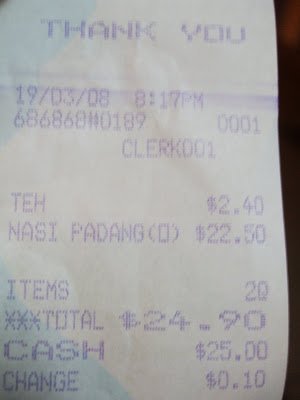 THANK YOU
19/03/08 8:17PM
686868#0189 0001
CLERK001
TEH $2.40
NASI PADANG(D) $22.50
ITEMS 2Q
XXXTOTAL $24.90
CASH $25.00
CHANGE $0.10